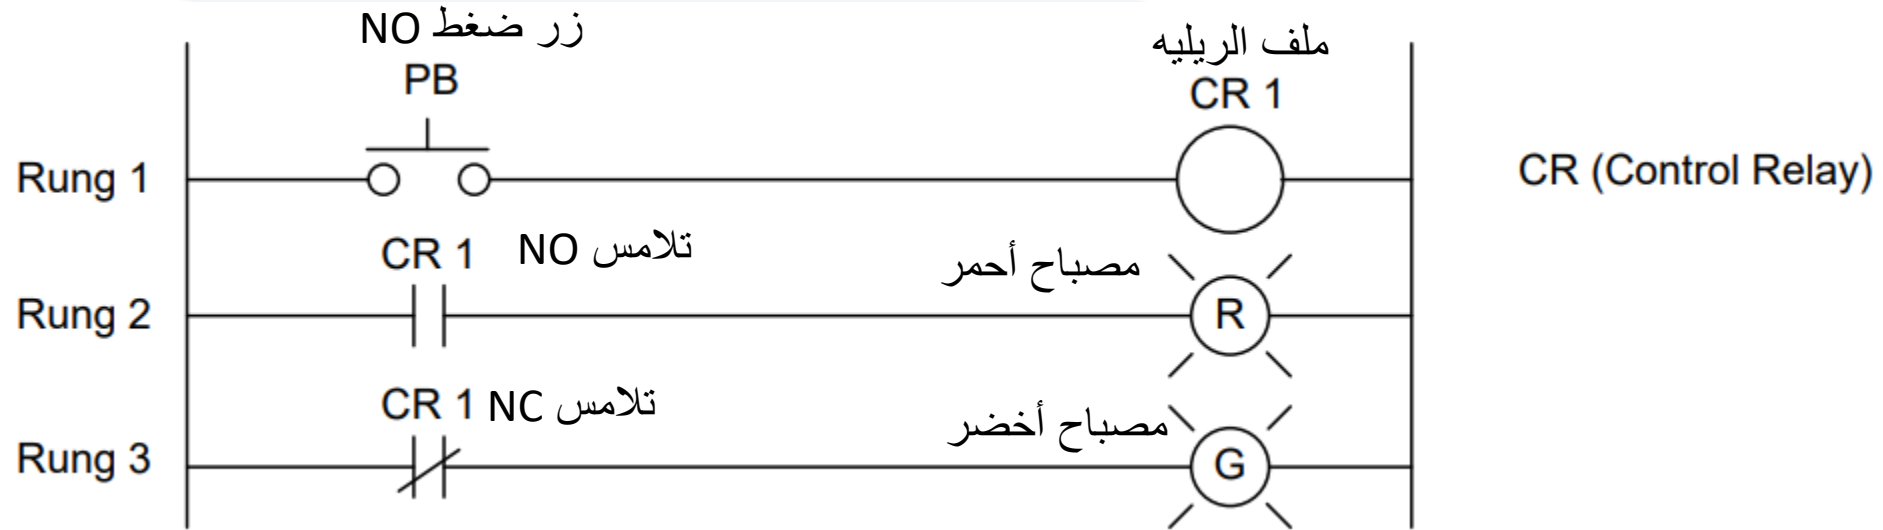 زر ضغط NO
ملف الريليه
PB
CR 1
Rung 1
CR (Control Relay)
CR 1
تلامس NO
مصباح أحمر
Rung 2
R
CR 1
تلامس NC
مصباح أخضر
Rung 3
G